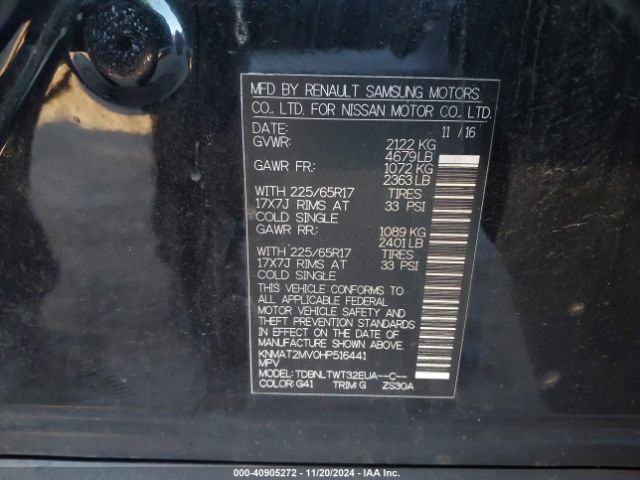 MFD BY RENAULT SAMSUNG MOTORS
CO., LTD. FOR NISSAN MOTOR CO., LTD.
DATE: 11 / 16
GVWR: 2122 KG
4679 LB
GAWR FR.: 1072 KG
2363 LB
WITH 225/65R17 TIRES
17X7J RIMS AT 33 PSI
COLD SINGLE
GAWR RR.: 1089 KG
2401 LB
WITH 225/65R17 TIRES
17X7J RIMS AT 33 PSI
COLD SINGLE
THIS VEHICLE CONFORMS TO
ALL APPLICABLE FEDERAL
MOTOR VEHICLE SAFETY AND
THEFT PREVENTION STANDARDS
IN EFFECT ON THE DATE OF
MANUFACTURE.
KNMAT2MV0HP516441
MPV
MODEL: TDBNLTWT32EUA--C--
COLOR: G41 TRIM: G ZS30A
000-40905272 - 11/20/2024 - IAA Inc.